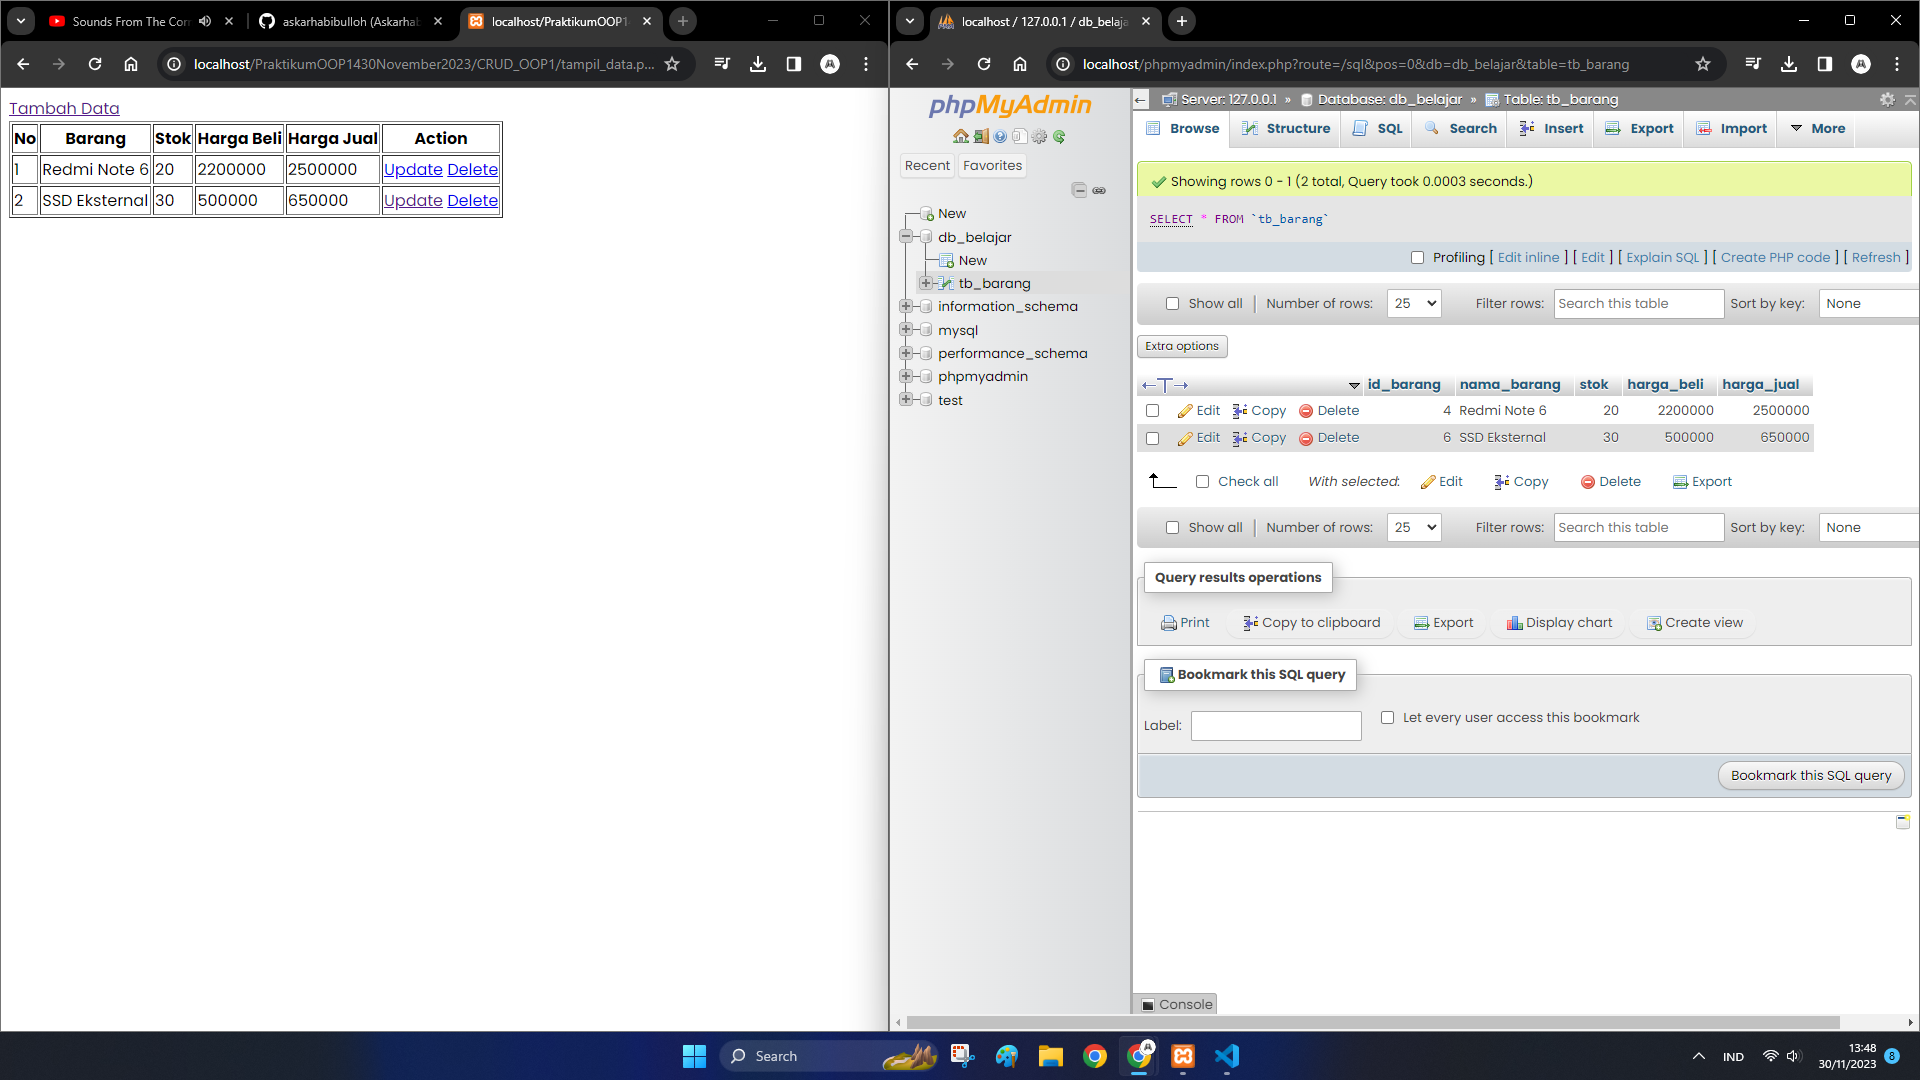 Sounds From The Cor
askarhabibulloh (Askarhab
localhost/PraktikumOOP1
localhost/PraktikumOOP1430November2023/CRUD_OOP1/tampil_data.p...
Tambah Data
No Barang Stok Harga Beli Harga Jual Action
1 Redmi Note 6 20 2200000 2500000 Update Delete
2 SSD Eksternal 30 500000 650000 Update Delete
localhost / 127.0.0.1 / db_belaja
localhost/phpmyadmin/index.php?route=/sql&pos=0&db=db_belajar&table=tb_barang
phpMyAdmin
Recent Favorites
New
db_belajar
New
tb_barang
information_schema
mysql
performance_schema
phpmyadmin
test
Server: 127.0.0.1 » Database: db_belajar » Table: tb_barang
Browse Structure SQL Search Insert Export Import More
Showing rows 0 - 1 (2 total, Query took 0.0003 seconds.)
SELECT * FROM `tb_barang`
Profiling [ Edit inline ] [ Edit ] [ Explain SQL ] [ Create PHP code ] [ Refresh ]
Show all | Number of rows: 25 Filter rows: Search this table Sort by key: None
Extra options
id_barang nama_barang stok harga_beli harga_jual
Edit Copy Delete 4 Redmi Note 6 20 2200000 2500000
Edit Copy Delete 6 SSD Eksternal 30 500000 650000
Check all With selected: Edit Copy Delete Export
Show all | Number of rows: 25 Filter rows: Search this table Sort by key: None
Query results operations
Print Copy to clipboard Export Display chart Create view
Bookmark this SQL query
Label: Let every user access this bookmark
Bookmark this SQL query
Console
Search
IND
13:48
30/11/2023
8